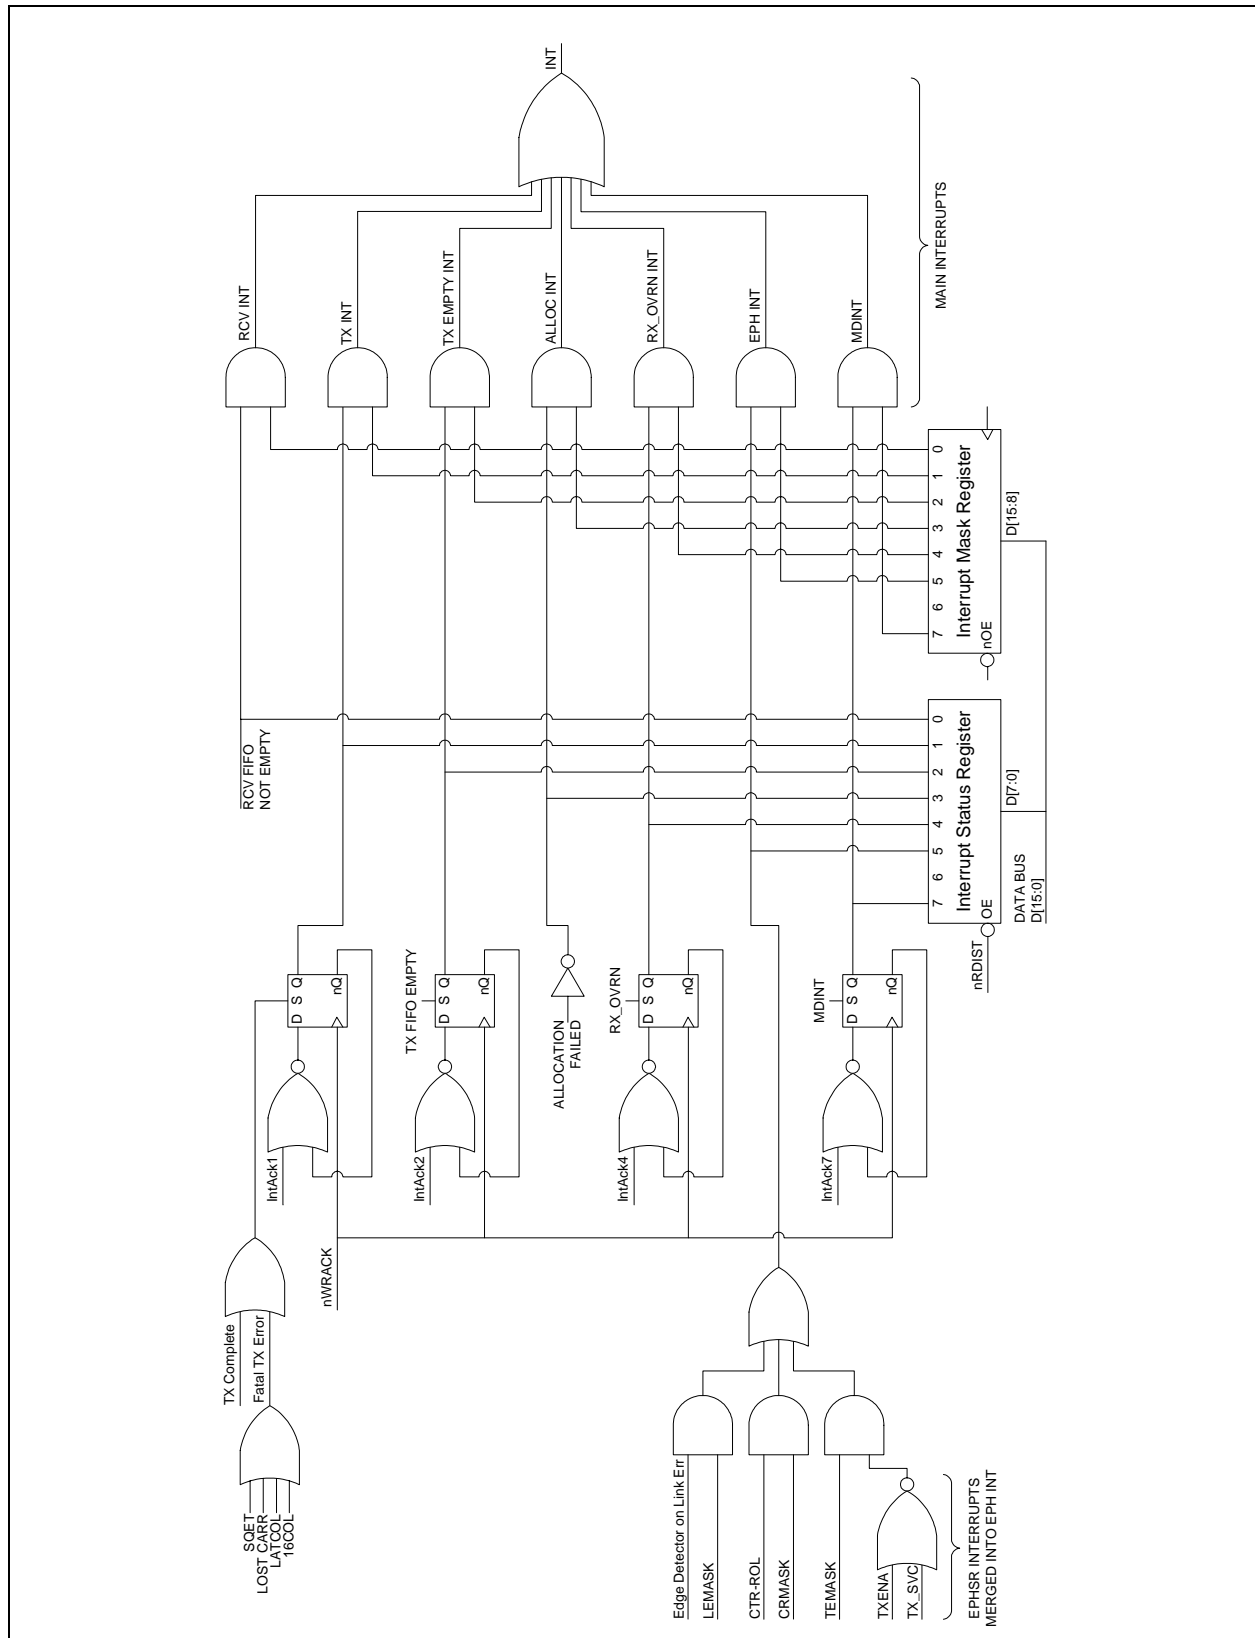 INT
RCV INT
TX INT
TX EMPTY INT
ALLOC INT
RX_OVRN INT
EPH INT
MDINT
MAIN INTERRUPTS
0
1
2
3
4
5
6
7
Interrupt Mask Register
nOE
D[15:8]
RCV FIFO
NOT EMPTY
0
1
2
3
4
5
6
7
Interrupt Status Register
OE
D[7:0]
DATA BUS
D[15:0]
nRDIST
D S Q
nQ
TX FIFO EMPTY
D S Q
nQ
ALLOCATION
FAILED
RX_OVRN
D S Q
nQ
MDINT
D S Q
nQ
IntAck1
IntAck2
IntAck4
IntAck7
nWRACK
TX Complete
Fatal TX Error
SQET
LOST CARR
LATCOL
16COL
Edge Detector on Link Err
LEMASK
CTR-ROL
CRMASK
TEMASK
TXENA
TX_SVC
EPHSR INTERRUPTS
MERGED INTO EPH INT